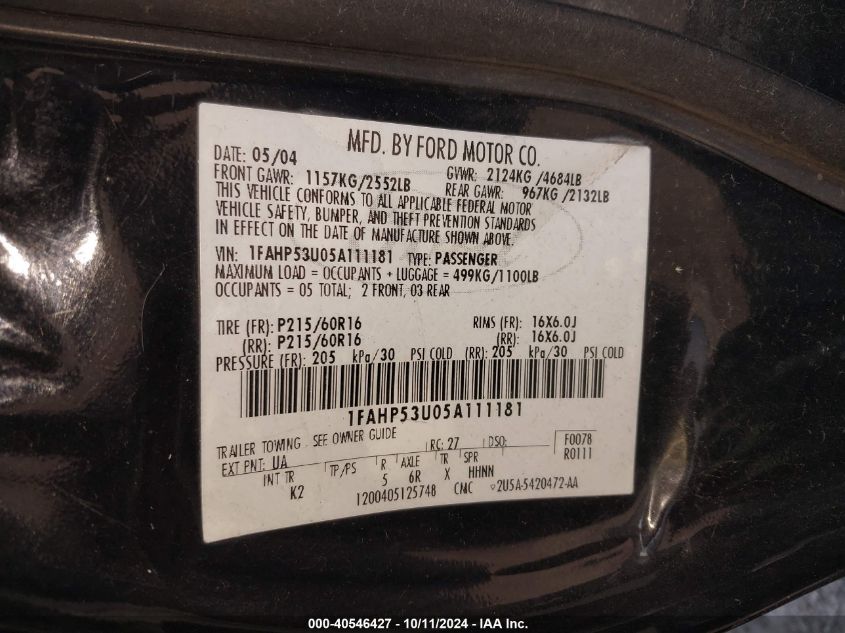 MFD. BY FORD MOTOR CO.
DATE: 05/04 GVWR: 2124KG /4684LB
FRONT GAWR: 1157KG/2552LB REAR GAWR: 967KG /2132LB
THIS VEHICLE CONFORMS TO ALL APPLICABLE FEDERAL MOTOR
VEHICLE SAFETY, BUMPER, AND THEFT PREVENTION STANDARDS
IN EFFECT ON THE DATE OF MANUFACTURE SHOWN ABOVE.
VIN: 1FAHP53U05A111181 TYPE: PASSENGER
MAXIMUM LOAD = OCCUPANTS + LUGGAGE = 499KG/1100LB
OCCUPANTS = 05 TOTAL; 2 FRONT, 03 REAR
TIRE (FR): P215/60R16 RIMS (FR): 16X6.0J
(RR): P215/60R16 (RR): 16X6.0J
PRESSURE (FR): 205 kPa/30 PSI COLD (RR): 205 kPa/30 PSI COLD
1FAHP53U05A111181
TRAILER TOWING - SEE OWNER GUIDE
EXT PNT: UA RC: 27 DSO: F0078
R0111
INT TR TP/PS R AXLE TR SPR
K2 5 6R X HHNN
1200405125748 CMC ▽2U5A-5420472-AA
000-40546427 - 10/11/2024 - IAA Inc.